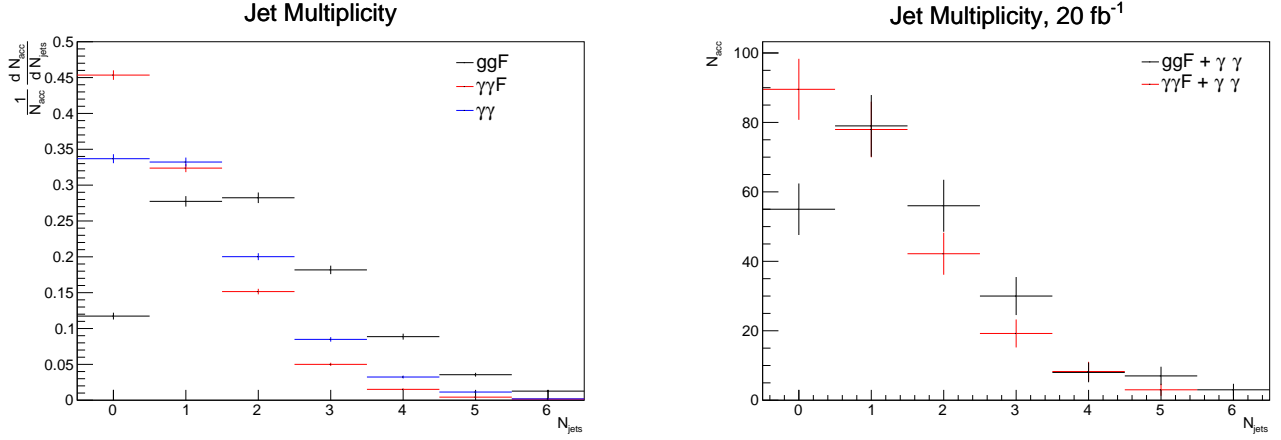 Jet Multiplicity
1/N_acc d N_acc/d N_jets
0.5
0.45
0.4
0.35
0.3
0.25
0.2
0.15
0.1
0.05
0
ggF
γγF
γγ
0 1 2 3 4 5 6
N_jets
Jet Multiplicity, 20 fb⁻¹
N_acc
100
80
60
40
20
0
ggF + γ γ
γγF + γ γ
0 1 2 3 4 5 6
N_jets